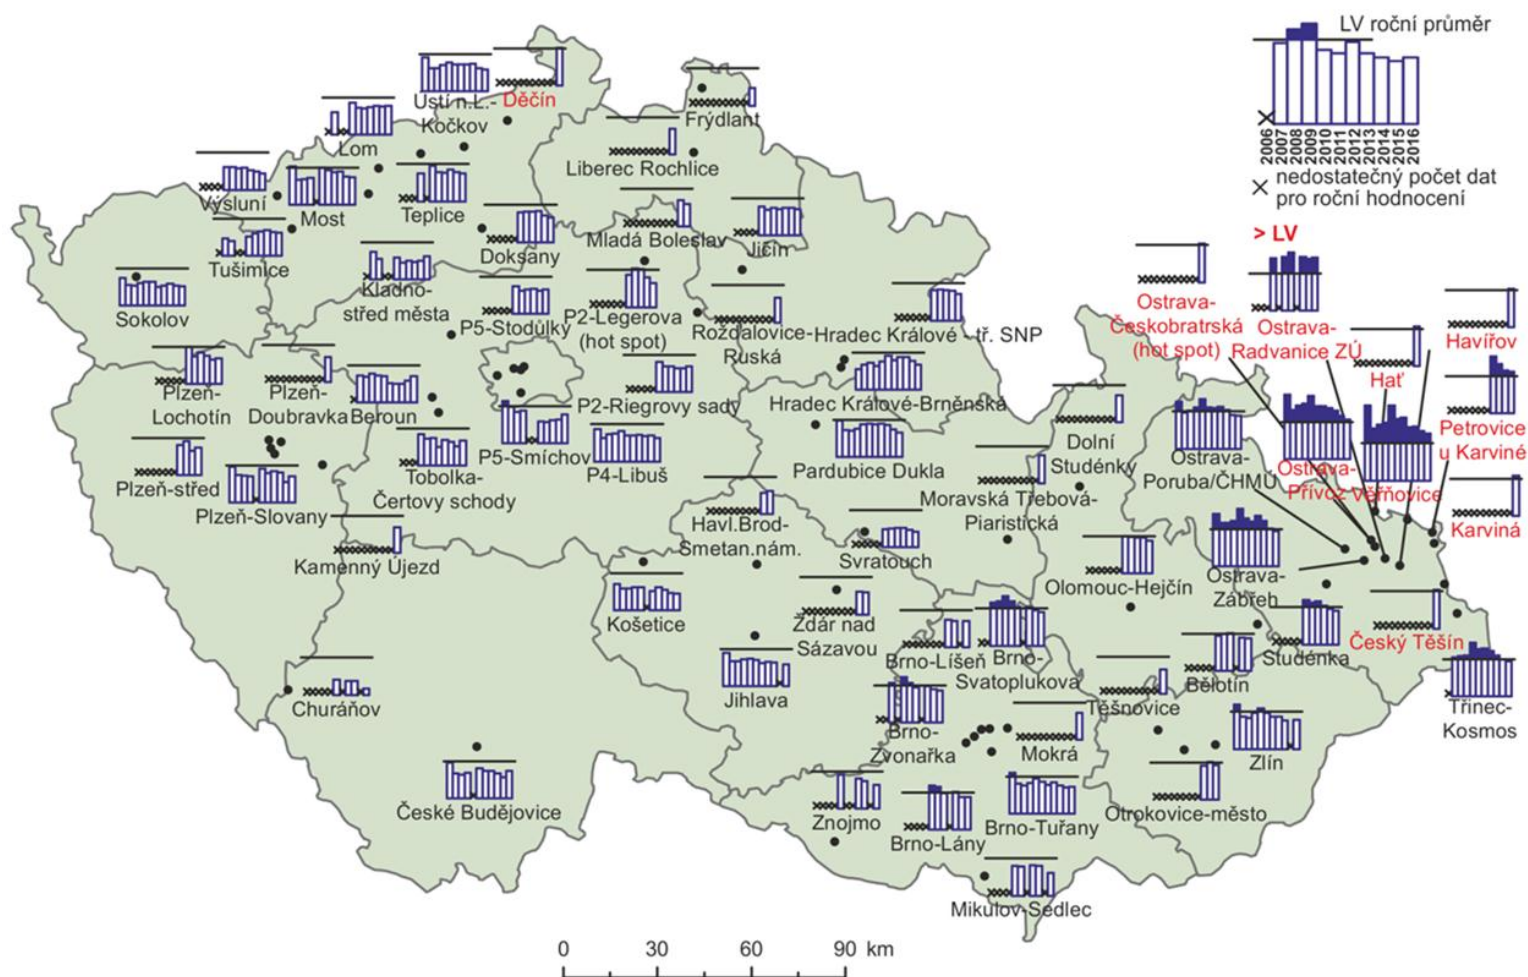 LV roční průměr
2006
2007
2008
2009
2010
2011
2012
2013
2014
2015
2016
nedostatečný počet dat
pro roční hodnocení
> LV
Ústí n.L.-
Kočkov
Děčín
Frýdlant
Lom
Liberec Rochlice
Výsluní
Most
Teplice
Tušimice
Doksany
Mladá Boleslav
Jičín
Sokolov
Kladno-
střed města
P5-Stodůlky
P2-Legerova
(hot spot)
Rožďalovice-
Ruská
Hradec Králové - tř. SNP
Ostrava-
Českobratrská
(hot spot)
Ostrava-
Radvanice ZÚ
Havířov
Hať
Plzeň-
Lochotín
Plzeň-
Doubravka
Beroun
P2-Riegrovy sady
Hradec Králové-Brněnská
Petrovice
u Karviné
Plzeň-střed
Plzeň-Slovany
Tobolka-
Čertovy schody
P5-Smíchov
P4-Libuš
Pardubice Dukla
Dolní
Studénky
Ostrava-
Poruba/ČHMÚ
Ostrava-
Přívoz
Věřňovice
Karviná
Moravská Třebová-
Piaristická
Havl.Brod-
Smetan.nám.
Svratouch
Kamenný Újezd
Olomouc-Hejčín
Ostrava-
Zábřeh
Košetice
Žďár nad
Sázavou
Brno-Líšeň
Brno-
Svatoplukova
Studénka
Český Těšín
Churáňov
Jihlava
Bělotín
Těšnovice
Třinec-
Kosmos
Brno-
Zvonařka
Mokrá
Zlín
České Budějovice
Znojmo
Brno-Lány
Brno-Tuřany
Otrokovice-město
Mikulov-Sedlec
0 30 60 90 km